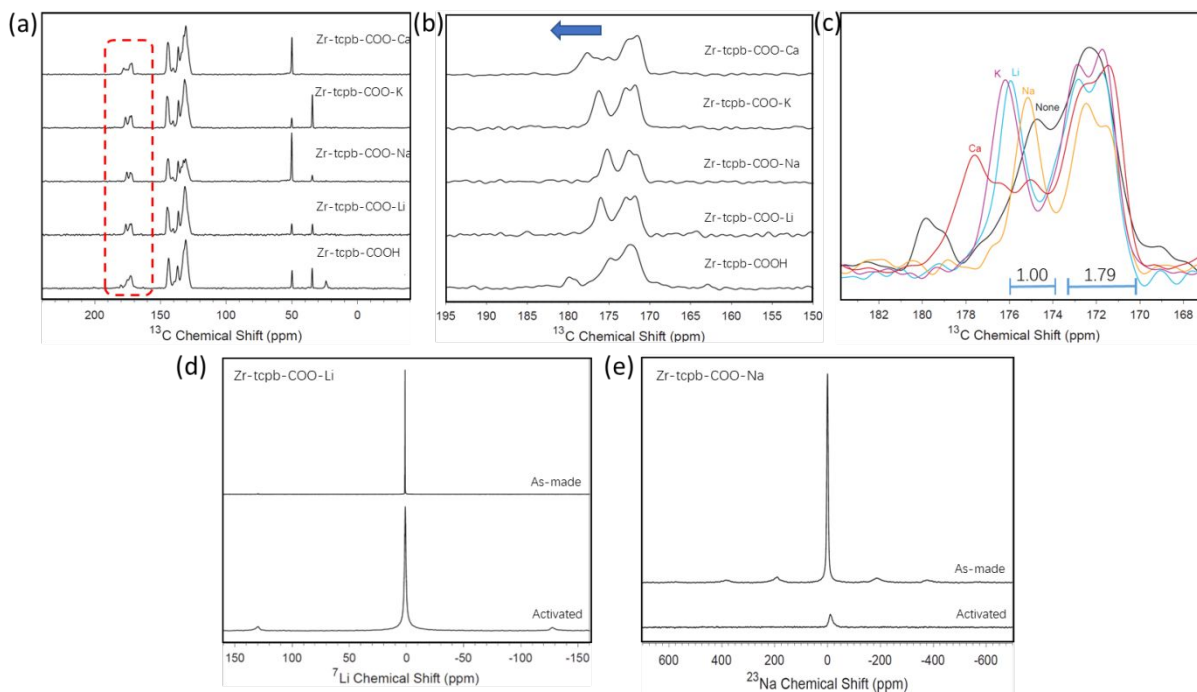 (a)
Zr-tcpb-COO-Ca
Zr-tcpb-COO-K
Zr-tcpb-COO-Na
Zr-tcpb-COO-Li
Zr-tcpb-COOH
200 150 100 50 0
¹³C Chemical Shift (ppm)
(b)
Zr-tcpb-COO-Ca
Zr-tcpb-COO-K
Zr-tcpb-COO-Na
Zr-tcpb-COO-Li
Zr-tcpb-COOH
195 190 185 180 175 170 165 160 155 150
¹³C Chemical Shift (ppm)
(c)
K
Li
Na
None
Ca
1.00 1.79
182 180 178 176 174 172 170 168
¹³C Chemical Shift (ppm)
(d)
Zr-tcpb-COO-Li
As-made
Activated
150 100 50 0 -50 -100 -150
⁷Li Chemical Shift (ppm)
(e)
Zr-tcpb-COO-Na
As-made
Activated
600 400 200 0 -200 -400 -600
²³Na Chemical Shift (ppm)